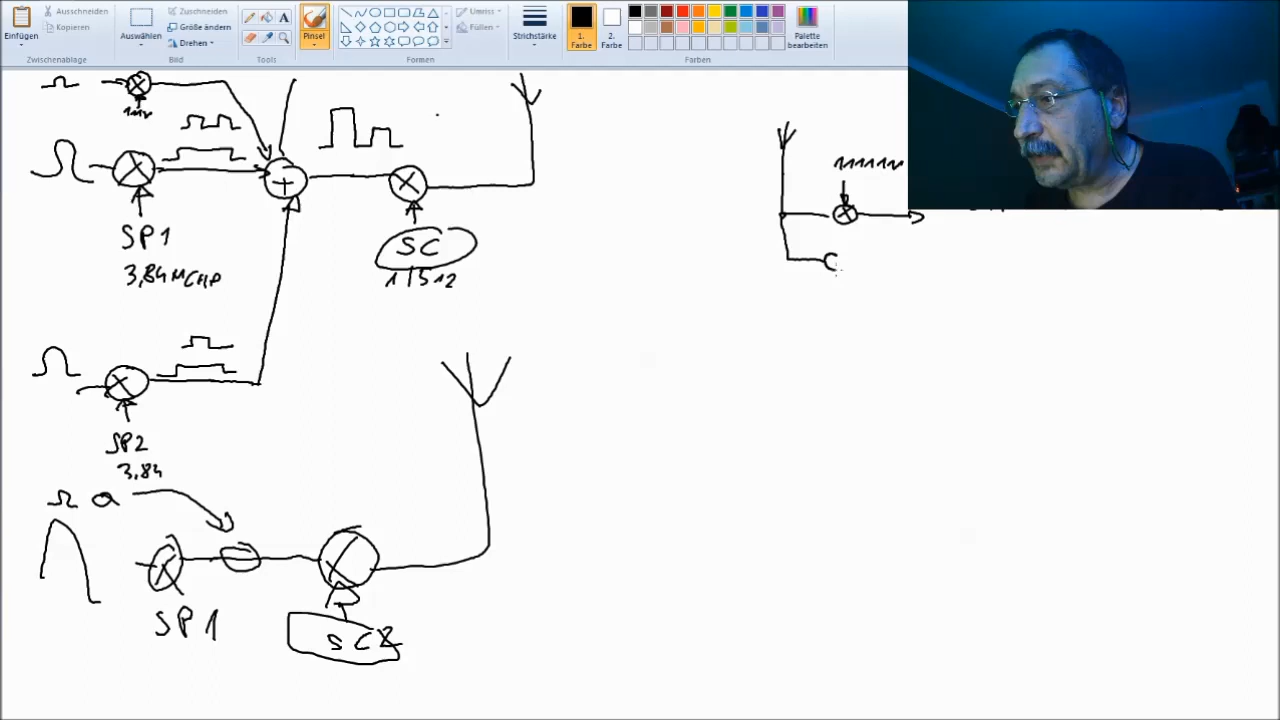 Einfügen
Ausschneiden
Kopieren
Zwischenablage
Auswählen
Zuschneiden
Größe ändern
Drehen
Bild
A
Tools
Pinsel
Umriss
Füllen
Formen
Strichstärke
1.
Farbe
2.
Farbe
Palette
bearbeiten
Farben
SP1
3,84 MCHP
SC
1/512
SP2
3,84
SP1
SC2